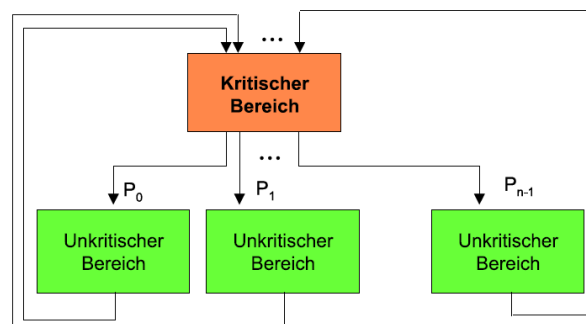 ...
Kritischer
Bereich
...
P0
P1
Pn-1
Unkritischer
Bereich
Unkritischer
Bereich
Unkritischer
Bereich